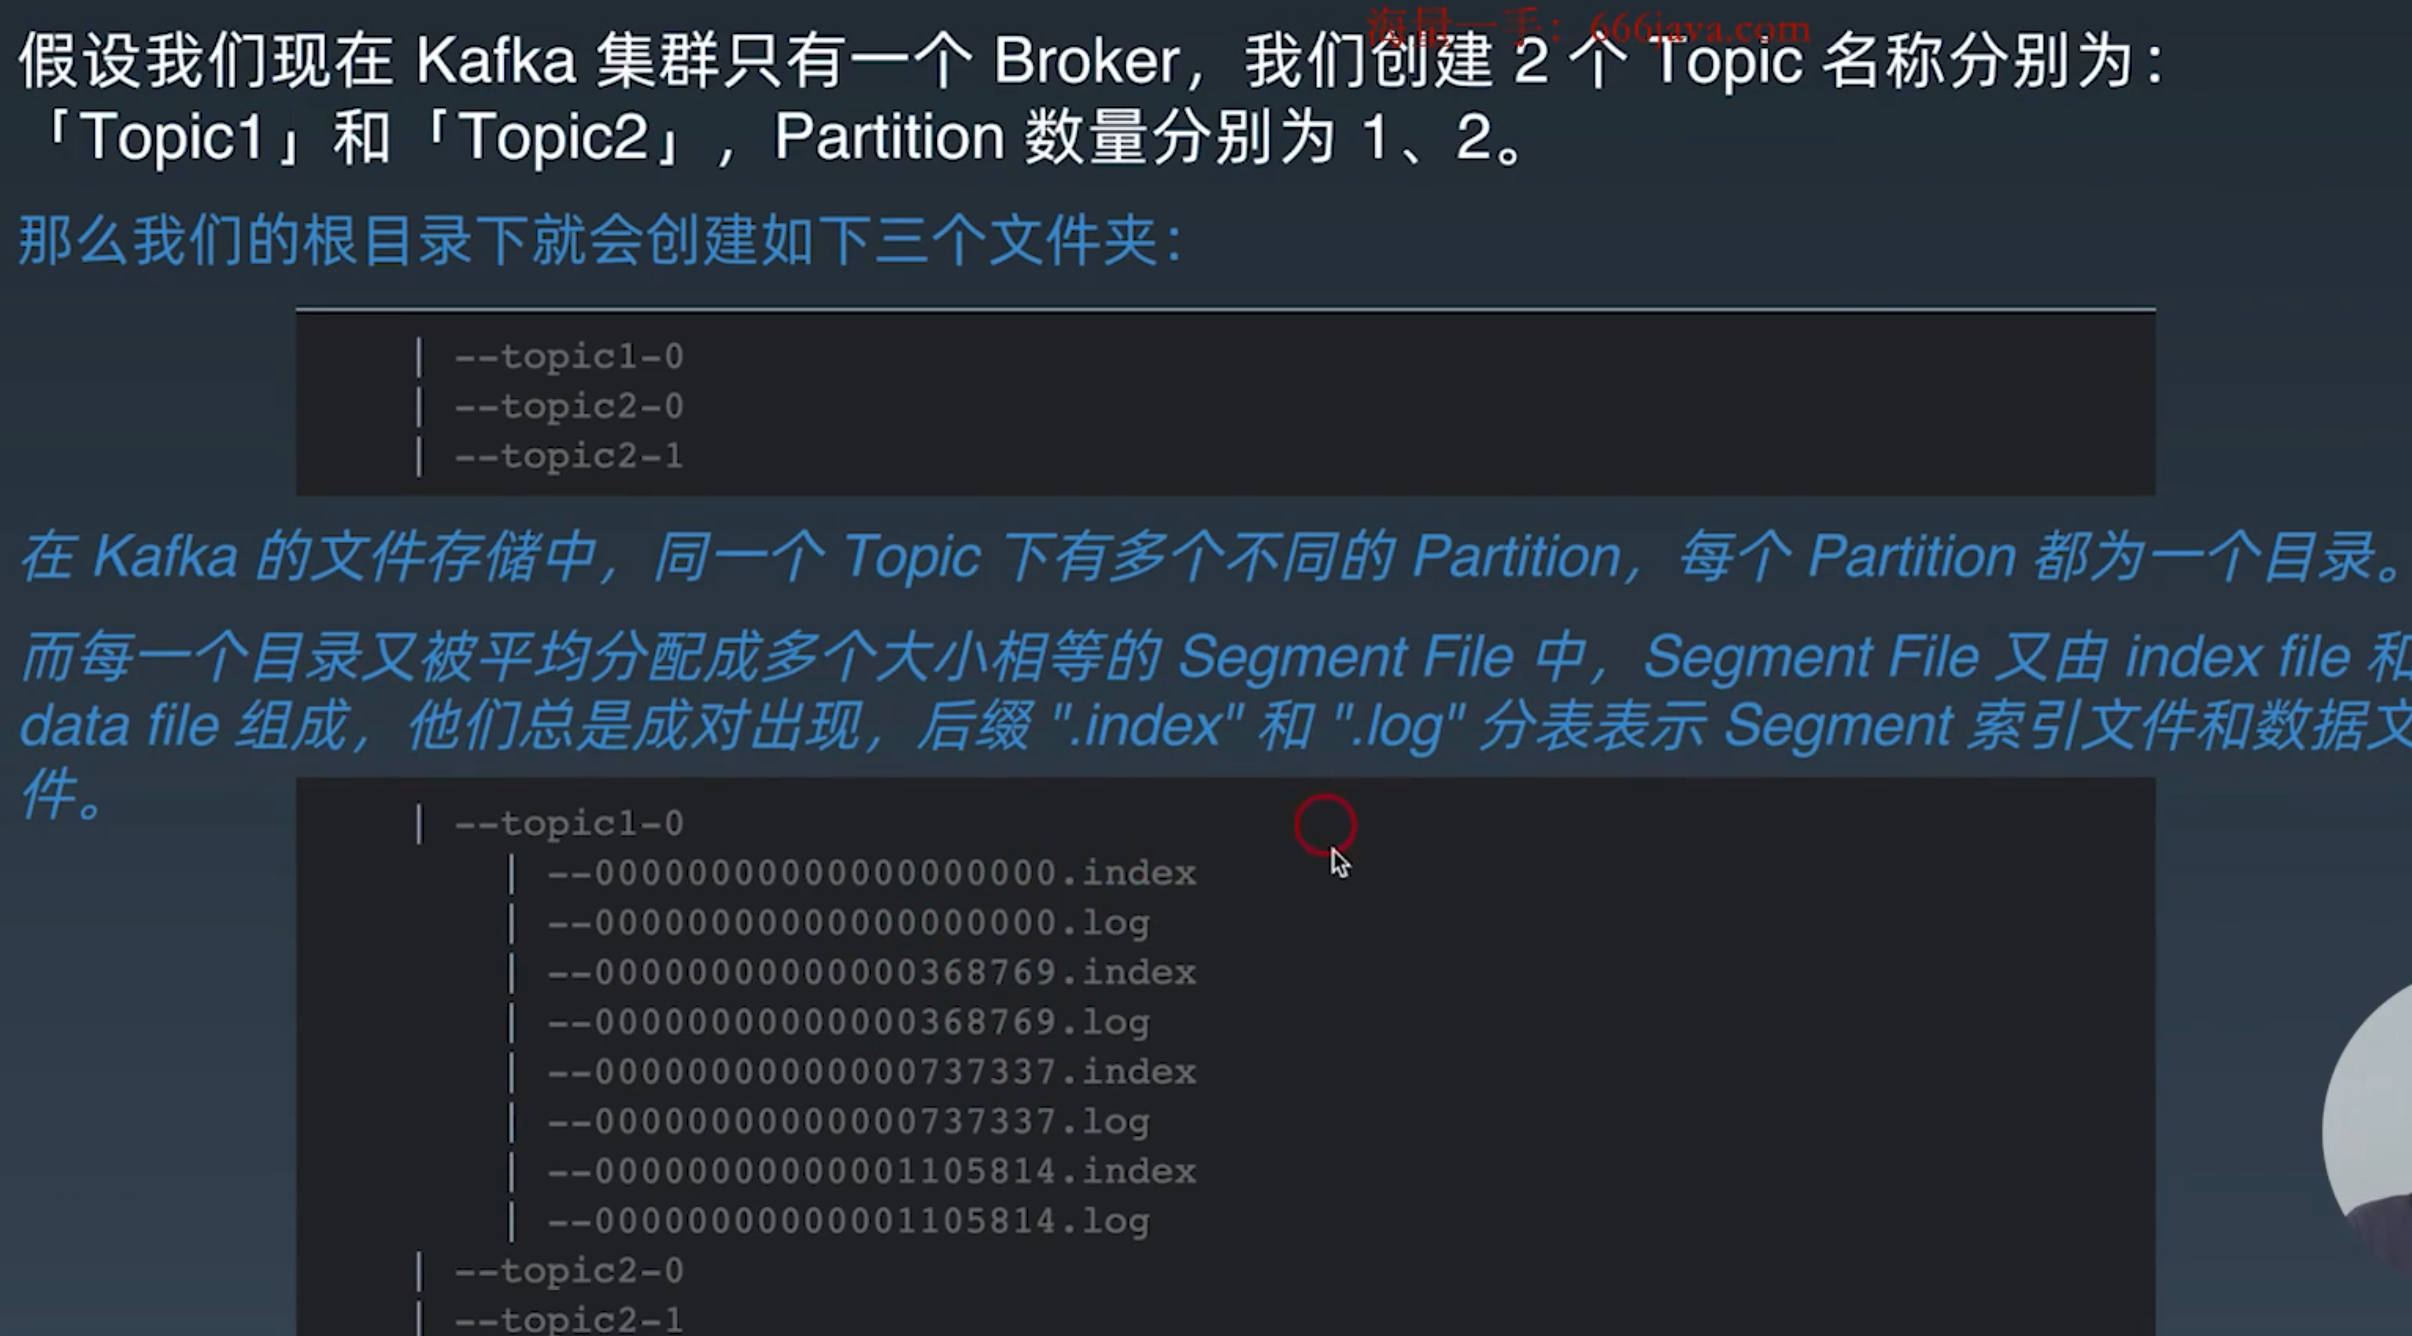 海量一手：666java.com
假设我们现在 Kafka 集群只有一个 Broker，我们创建 2 个 Topic 名称分别为：
「Topic1」和「Topic2」，Partition 数量分别为 1、2。
那么我们的根目录下就会创建如下三个文件夹：
| --topic1-0
| --topic2-0
| --topic2-1
在 Kafka 的文件存储中，同一个 Topic 下有多个不同的 Partition，每个 Partition 都为一个目录。
而每一个目录又被平均分配成多个大小相等的 Segment File 中，Segment File 又由 index file 和
data file 组成，他们总是成对出现，后缀 ".index" 和 ".log" 分表表示 Segment 索引文件和数据文
件。
| --topic1-0
| --00000000000000000000.index
| --00000000000000000000.log
| --00000000000000368769.index
| --00000000000000368769.log
| --00000000000000737337.index
| --00000000000000737337.log
| --00000000000001105814.index
| --00000000000001105814.log
| --topic2-0
| --topic2-1